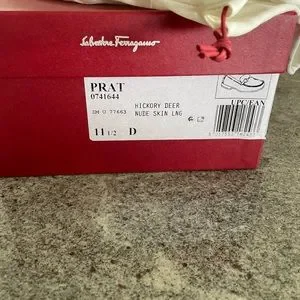 Salvatore Ferragamo
PRAT
0741644
HICKORY DEER
NUDE SKIN LNG
11 1/2 D
UPC/EAN